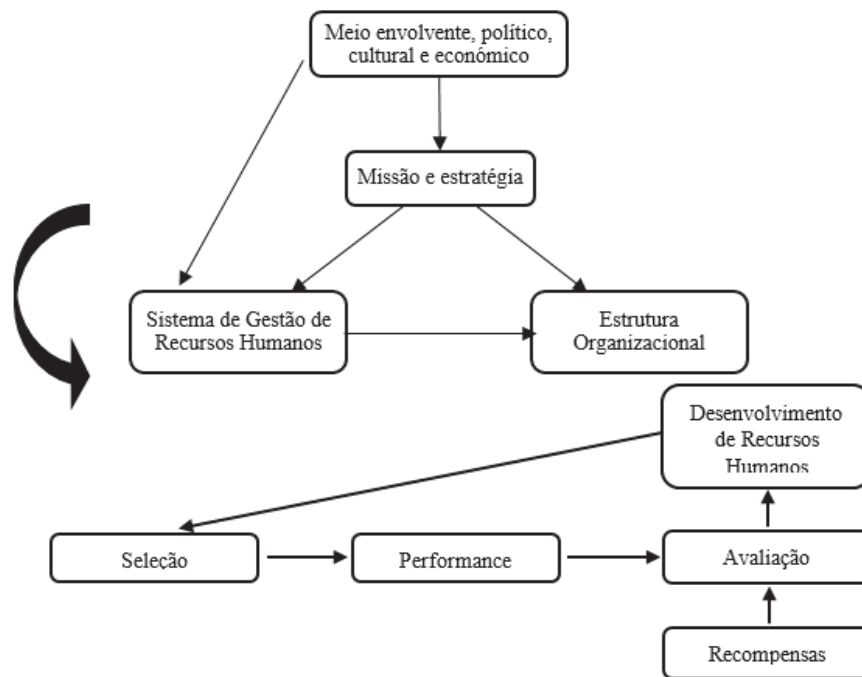 Meio envolvente, político,
cultural e económico
Missão e estratégia
Sistema de Gestão de
Recursos Humanos
Estrutura
Organizacional
Desenvolvimento
de Recursos
Humanos
Seleção
Performance
Avaliação
Recompensas